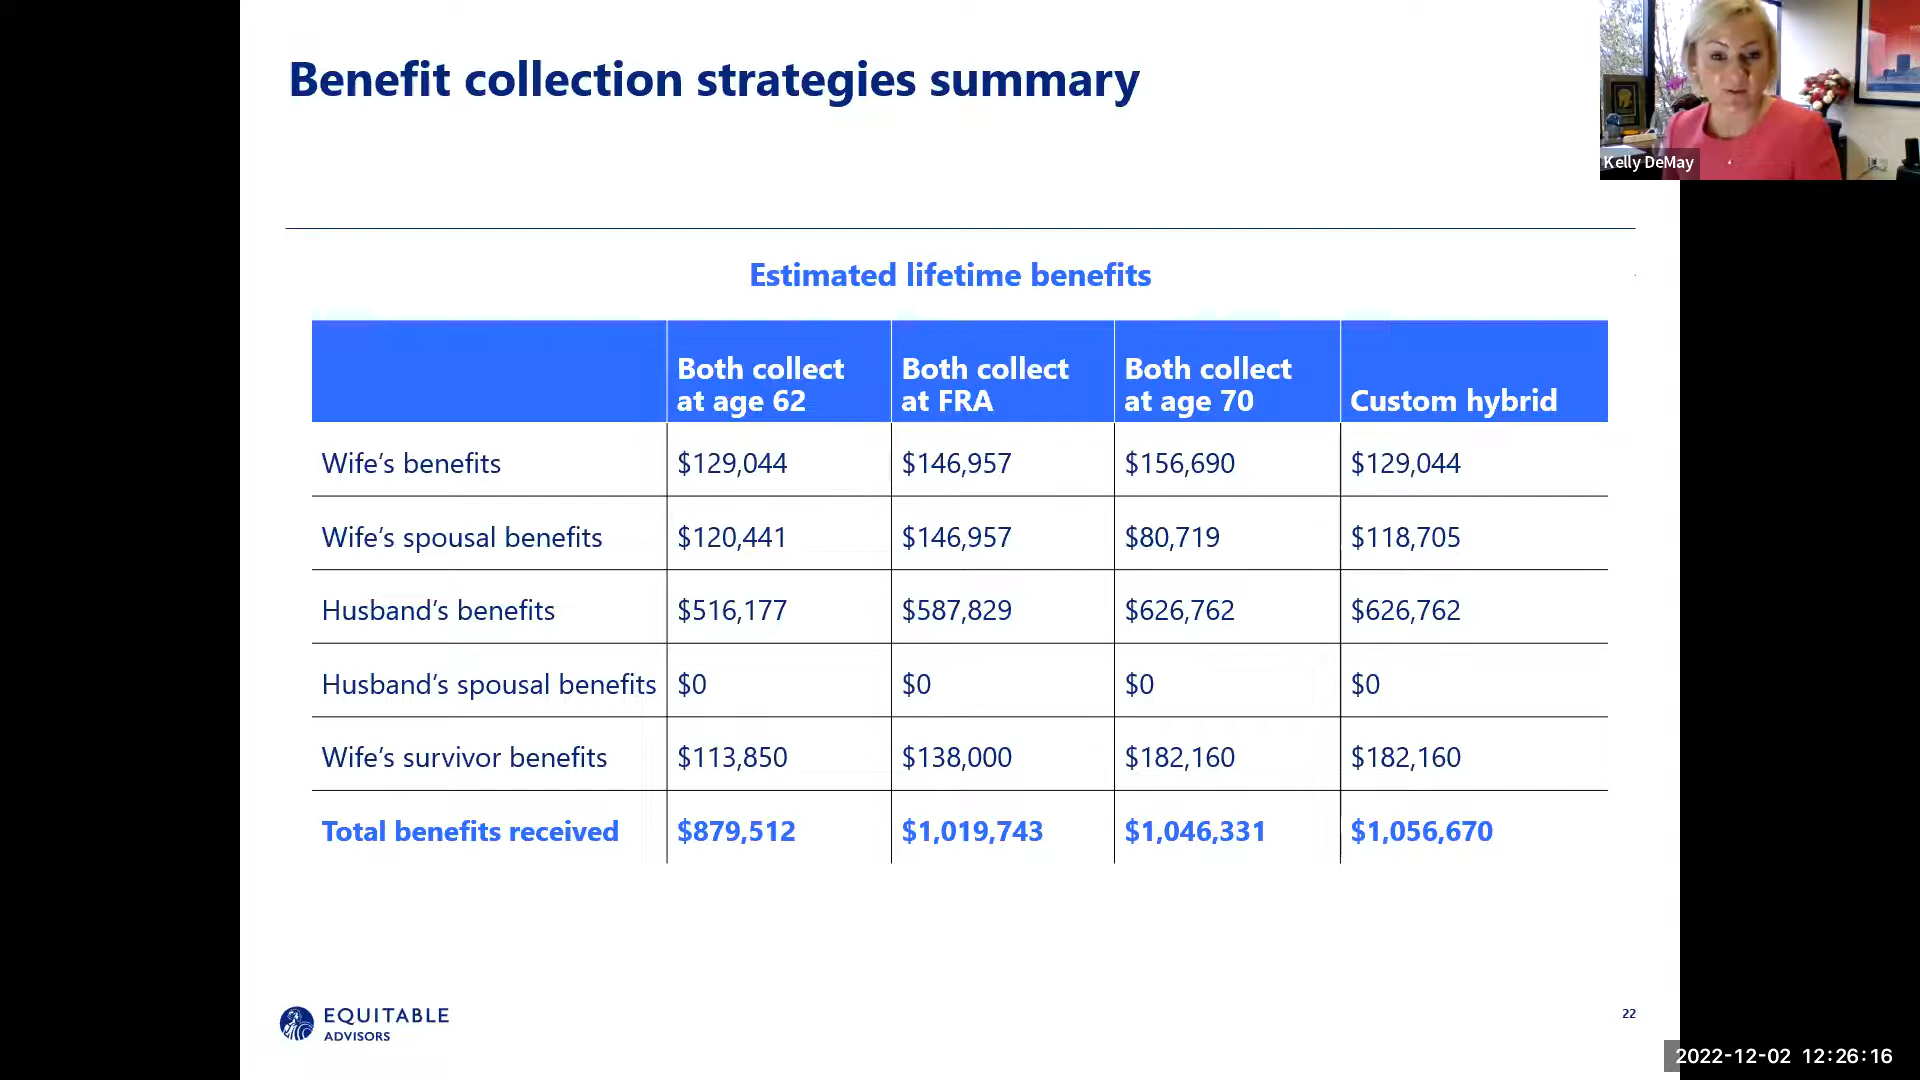 Benefit collection strategies summary
Kelly DeMay
Estimated lifetime benefits
Both collect at age 62 Both collect at FRA Both collect at age 70 Custom hybrid
Wife's benefits $129,044 $146,957 $156,690 $129,044
Wife's spousal benefits $120,441 $146,957 $80,719 $118,705
Husband's benefits $516,177 $587,829 $626,762 $626,762
Husband's spousal benefits $0 $0 $0 $0
Wife's survivor benefits $113,850 $138,000 $182,160 $182,160
Total benefits received $879,512 $1,019,743 $1,046,331 $1,056,670
EQUITABLE
ADVISORS
22
2022-12-02 12:26:16